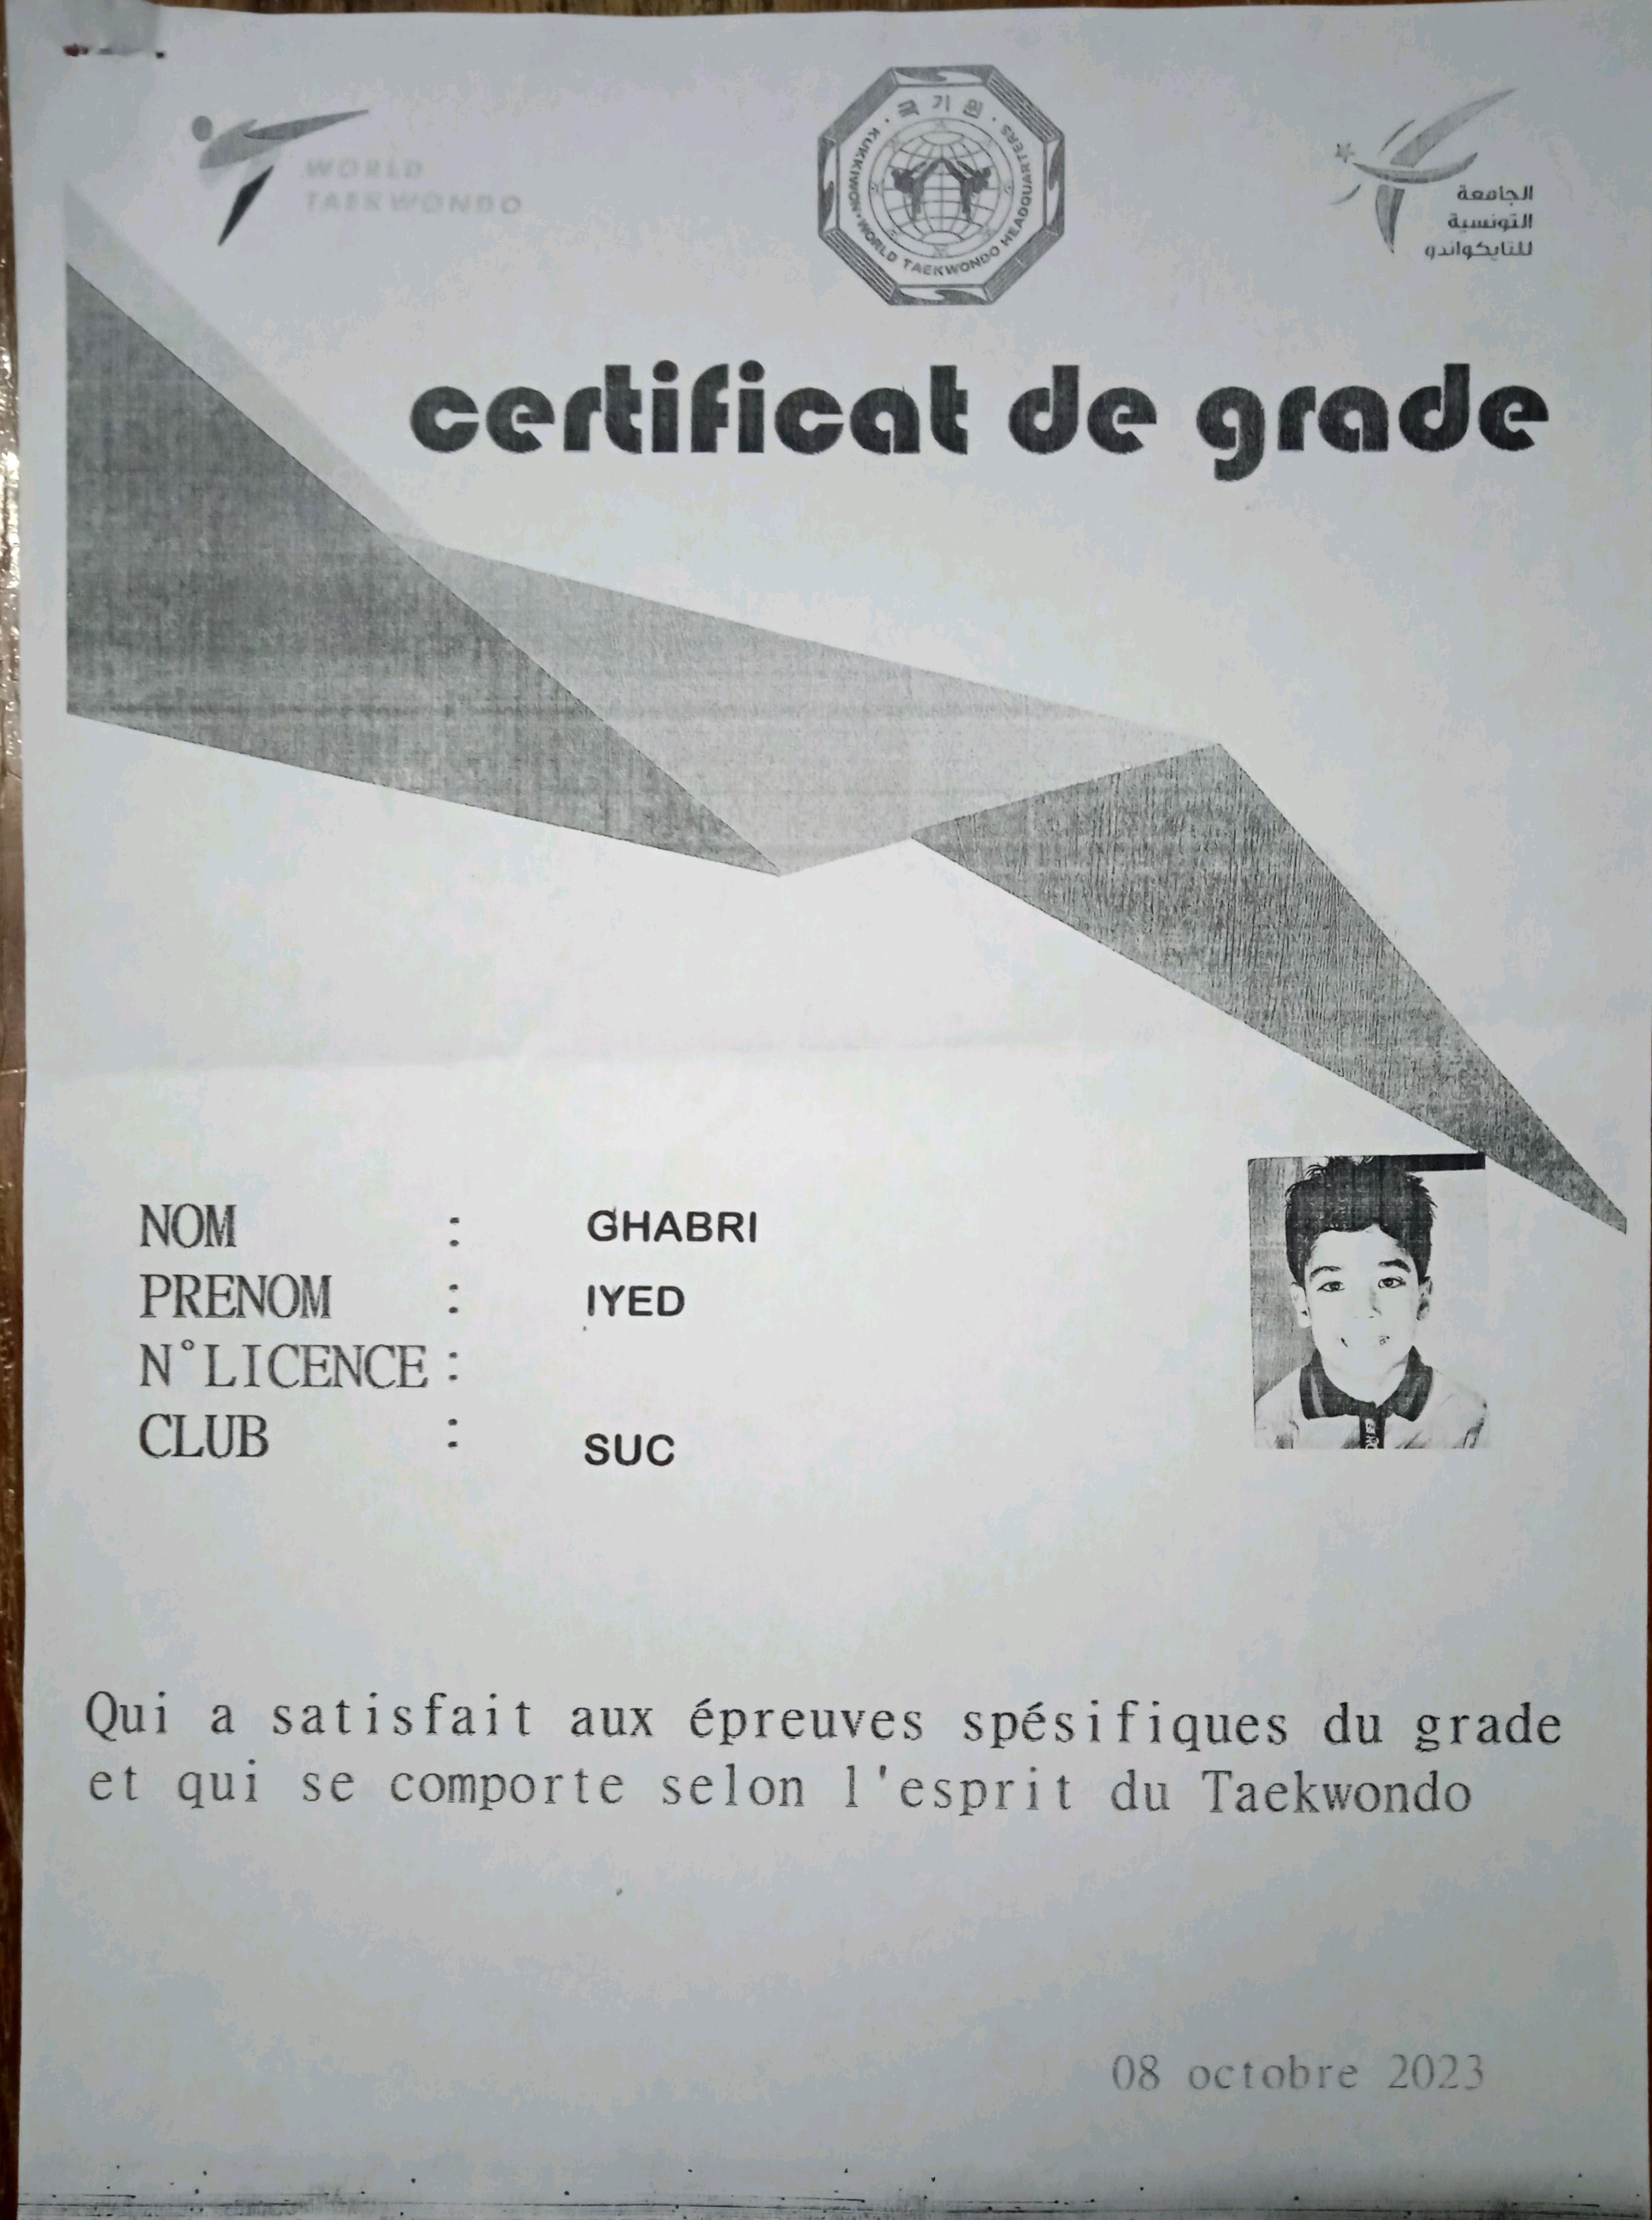 WORLD
TAEKWONDO
국기원
KUKKIWON • WORLD TAEKWONDO HEADQUARTERS
الجامعة
التونسية
للتايكواندو
certificat de grade
NOM : GHABRI
PRENOM : IYED
N°LICENCE :
CLUB : SUC
Qui a satisfait aux épreuves spésifiques du grade
et qui se comporte selon l'esprit du Taekwondo
08 octobre 2023